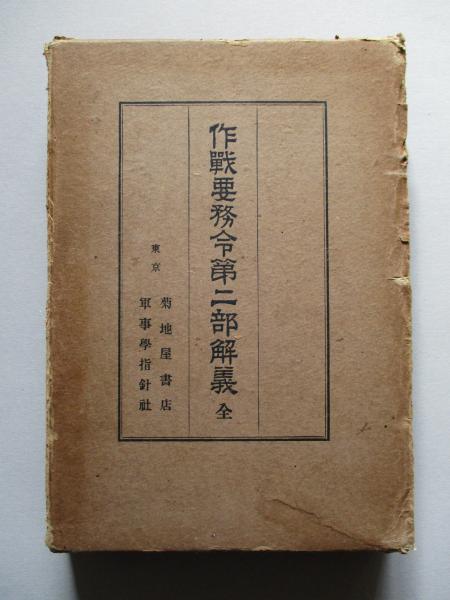 作戰要務令第二部解義 全
東京
菊地屋書店
軍事學指針社